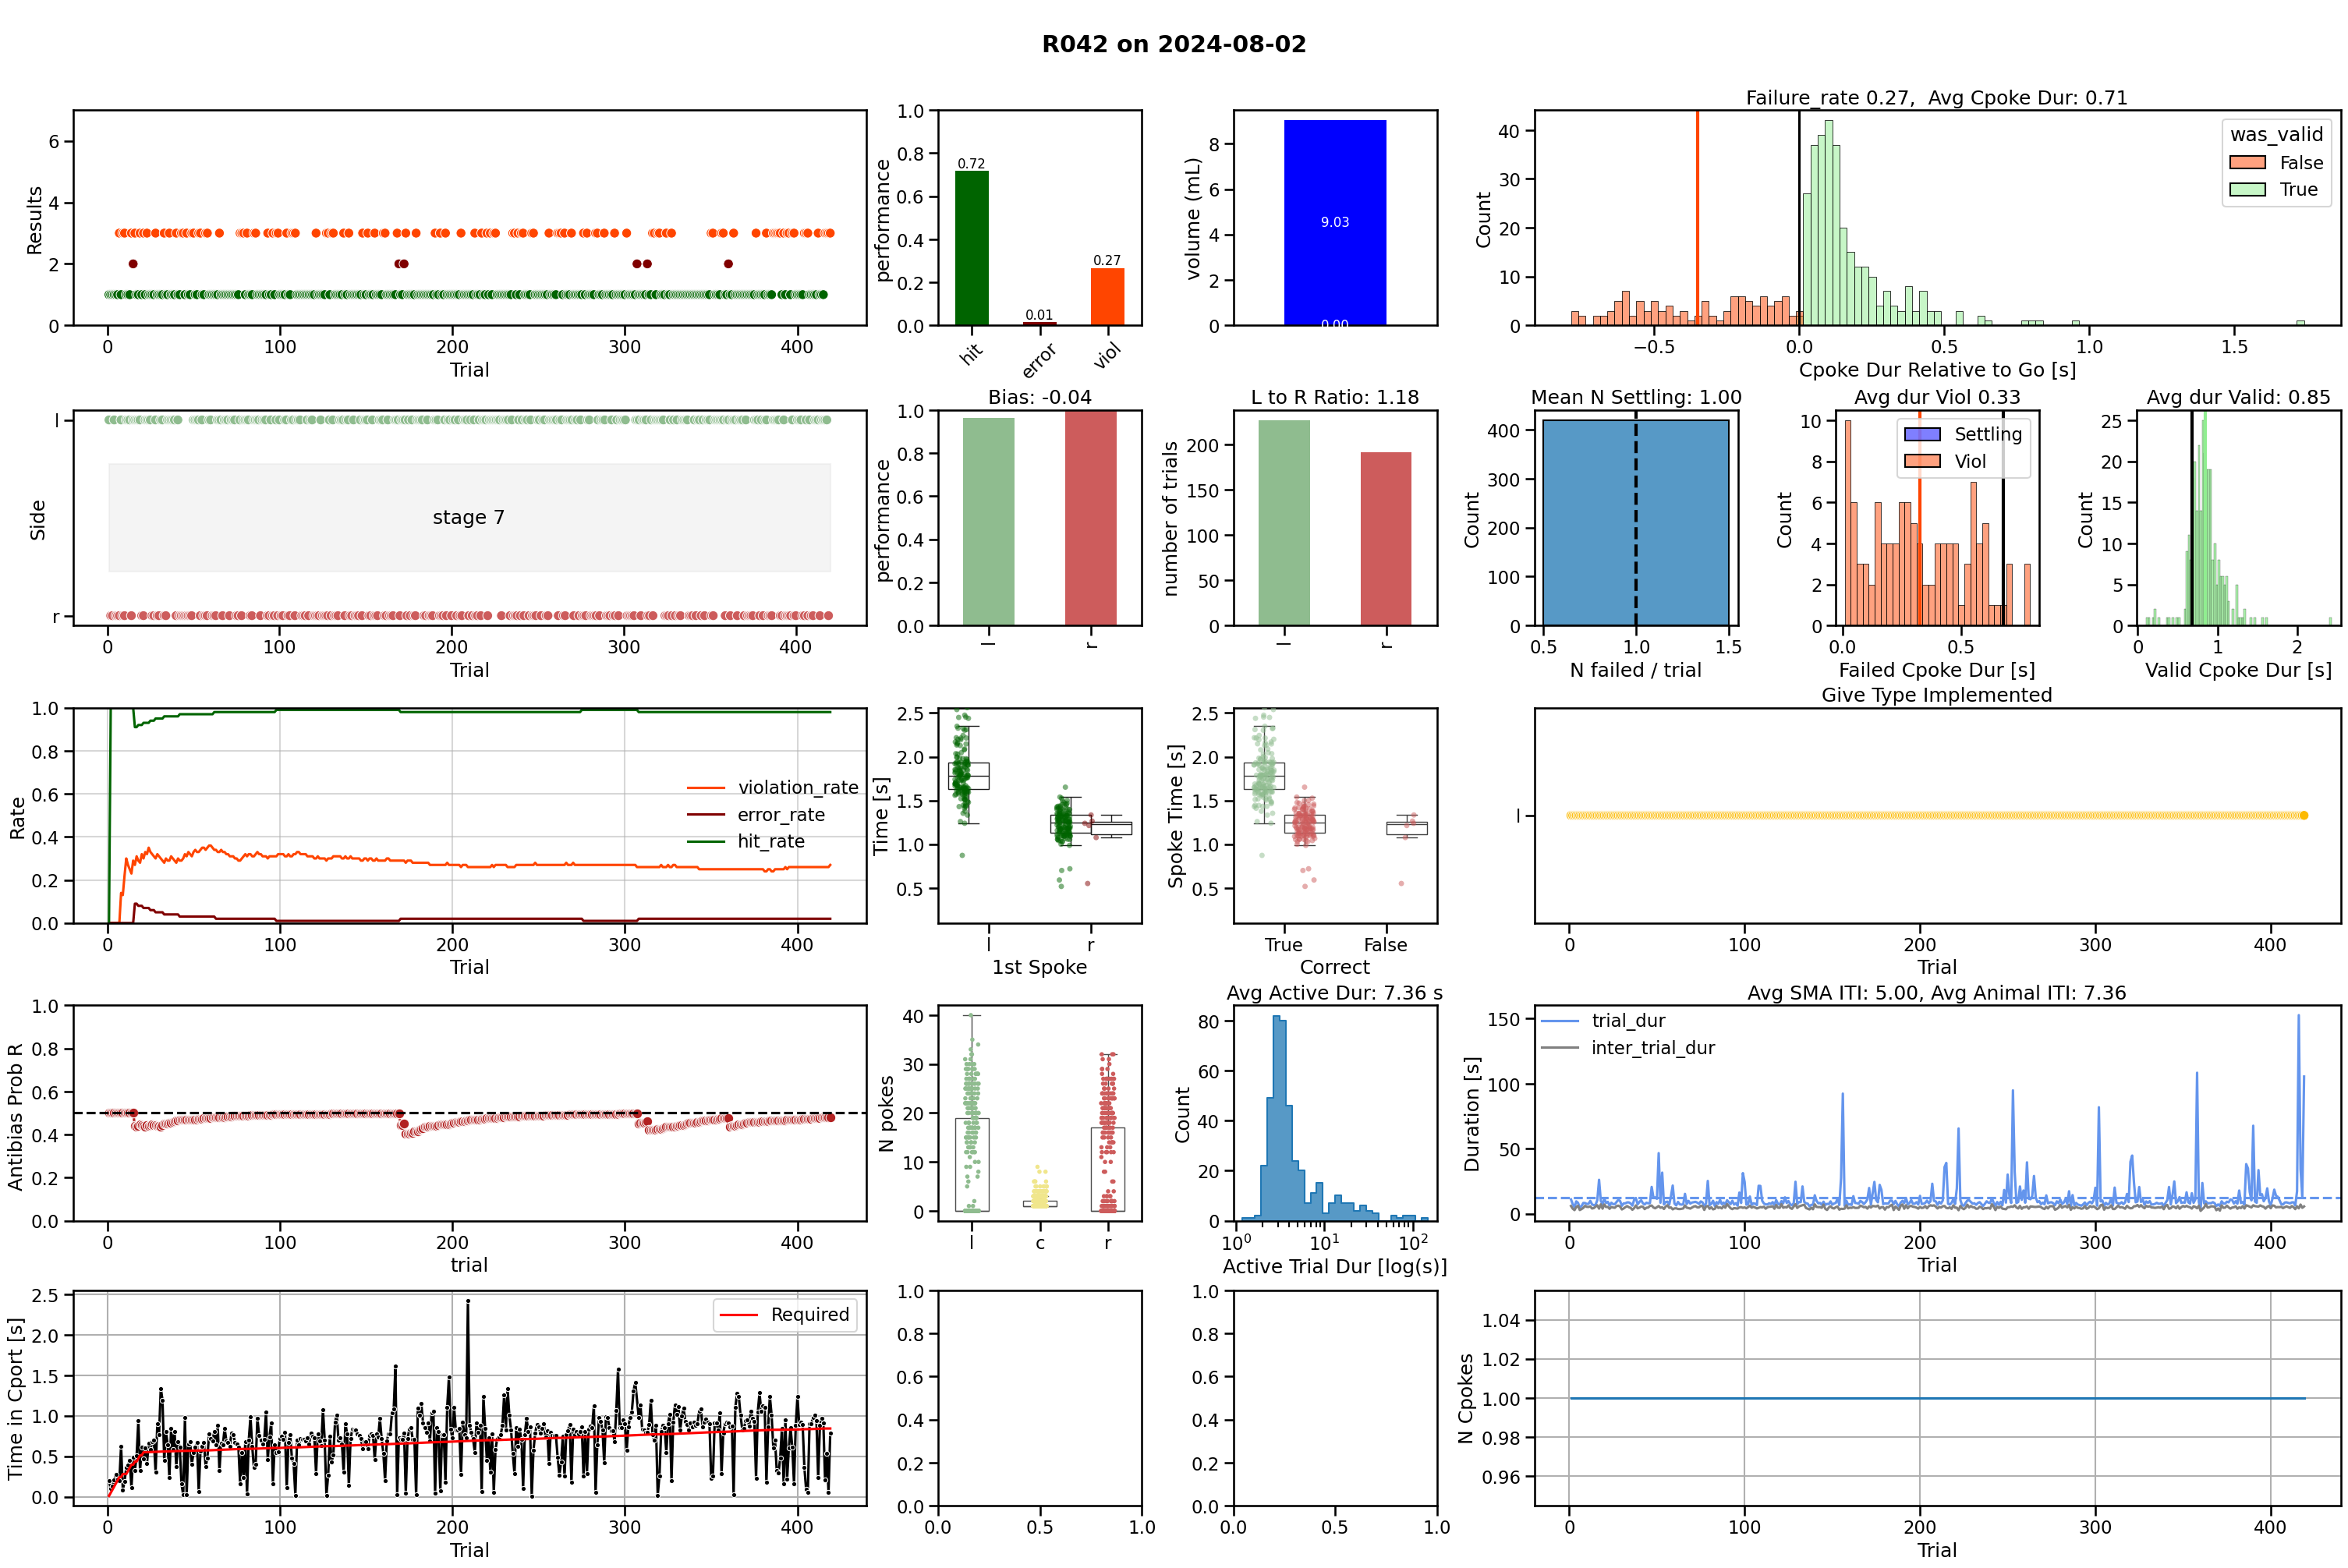 R042 on 2024-08-02
Results
6
4
2
0
0 100 200 300 400
Trial
performance
1.0
0.8
0.6
0.4
0.2
0.0
0.72
0.01
0.27
hit error viol
volume (mL)
8
6
4
2
0
9.03
0.00
Failure_rate 0.27, Avg Cpoke Dur: 0.71
Count
40
30
20
10
0
was_valid
False
True
−0.5 0.0 0.5 1.0 1.5
Cpoke Dur Relative to Go [s]
Side
l
r
stage 7
0 100 200 300 400
Trial
Bias: -0.04
performance
1.0
0.8
0.6
0.4
0.2
0.0
l r
L to R Ratio: 1.18
number of trials
200
150
100
50
0
l r
Mean N Settling: 1.00
Count
400
300
200
100
0
0.5 1.0 1.5
N failed / trial
Avg dur Viol 0.33
Count
10
8
6
4
2
0
Settling
Viol
0.0 0.5
Failed Cpoke Dur [s]
Avg dur Valid: 0.85
Count
25
20
15
10
5
0
0 1 2
Valid Cpoke Dur [s]
Rate
1.0
0.8
0.6
0.4
0.2
0.0
violation_rate
error_rate
hit_rate
0 100 200 300 400
Trial
Time [s]
2.5
2.0
1.5
1.0
0.5
l r
1st Spoke
Spoke Time [s]
2.5
2.0
1.5
1.0
0.5
True False
Correct
Give Type Implemented
l
0 100 200 300 400
Trial
Antibias Prob R
1.0
0.8
0.6
0.4
0.2
0.0
0 100 200 300 400
trial
N pokes
40
30
20
10
0
l c r
Avg Active Dur: 7.36 s
Count
80
60
40
20
0
10^0 10^1 10^2
Active Trial Dur [log(s)]
Avg SMA ITI: 5.00, Avg Animal ITI: 7.36
Duration [s]
150
100
50
0
trial_dur
inter_trial_dur
0 100 200 300 400
Trial
Time in Cport [s]
2.5
2.0
1.5
1.0
0.5
0.0
Required
0 100 200 300 400
Trial
1.0
0.8
0.6
0.4
0.2
0.0
0.0 0.5 1.0
1.0
0.8
0.6
0.4
0.2
0.0
0.0 0.5 1.0
N Cpokes
1.04
1.02
1.00
0.98
0.96
0 100 200 300 400
Trial